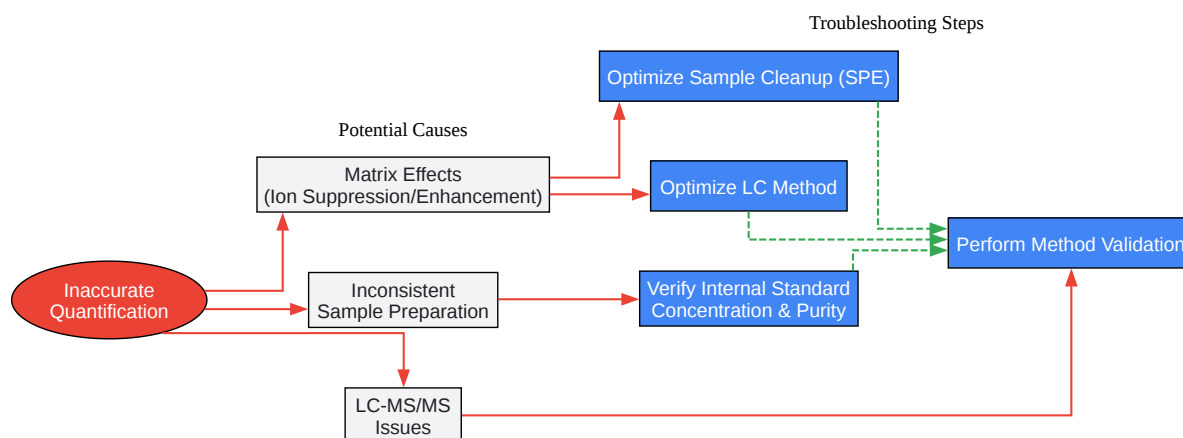 Troubleshooting Steps
Optimize Sample Cleanup (SPE)
Potential Causes
Matrix Effects
(Ion Suppression/Enhancement)
Optimize LC Method
Perform Method Validation
Inaccurate
Quantification
Inconsistent
Sample Preparation
Verify Internal Standard
Concentration & Purity
LC-MS/MS
Issues